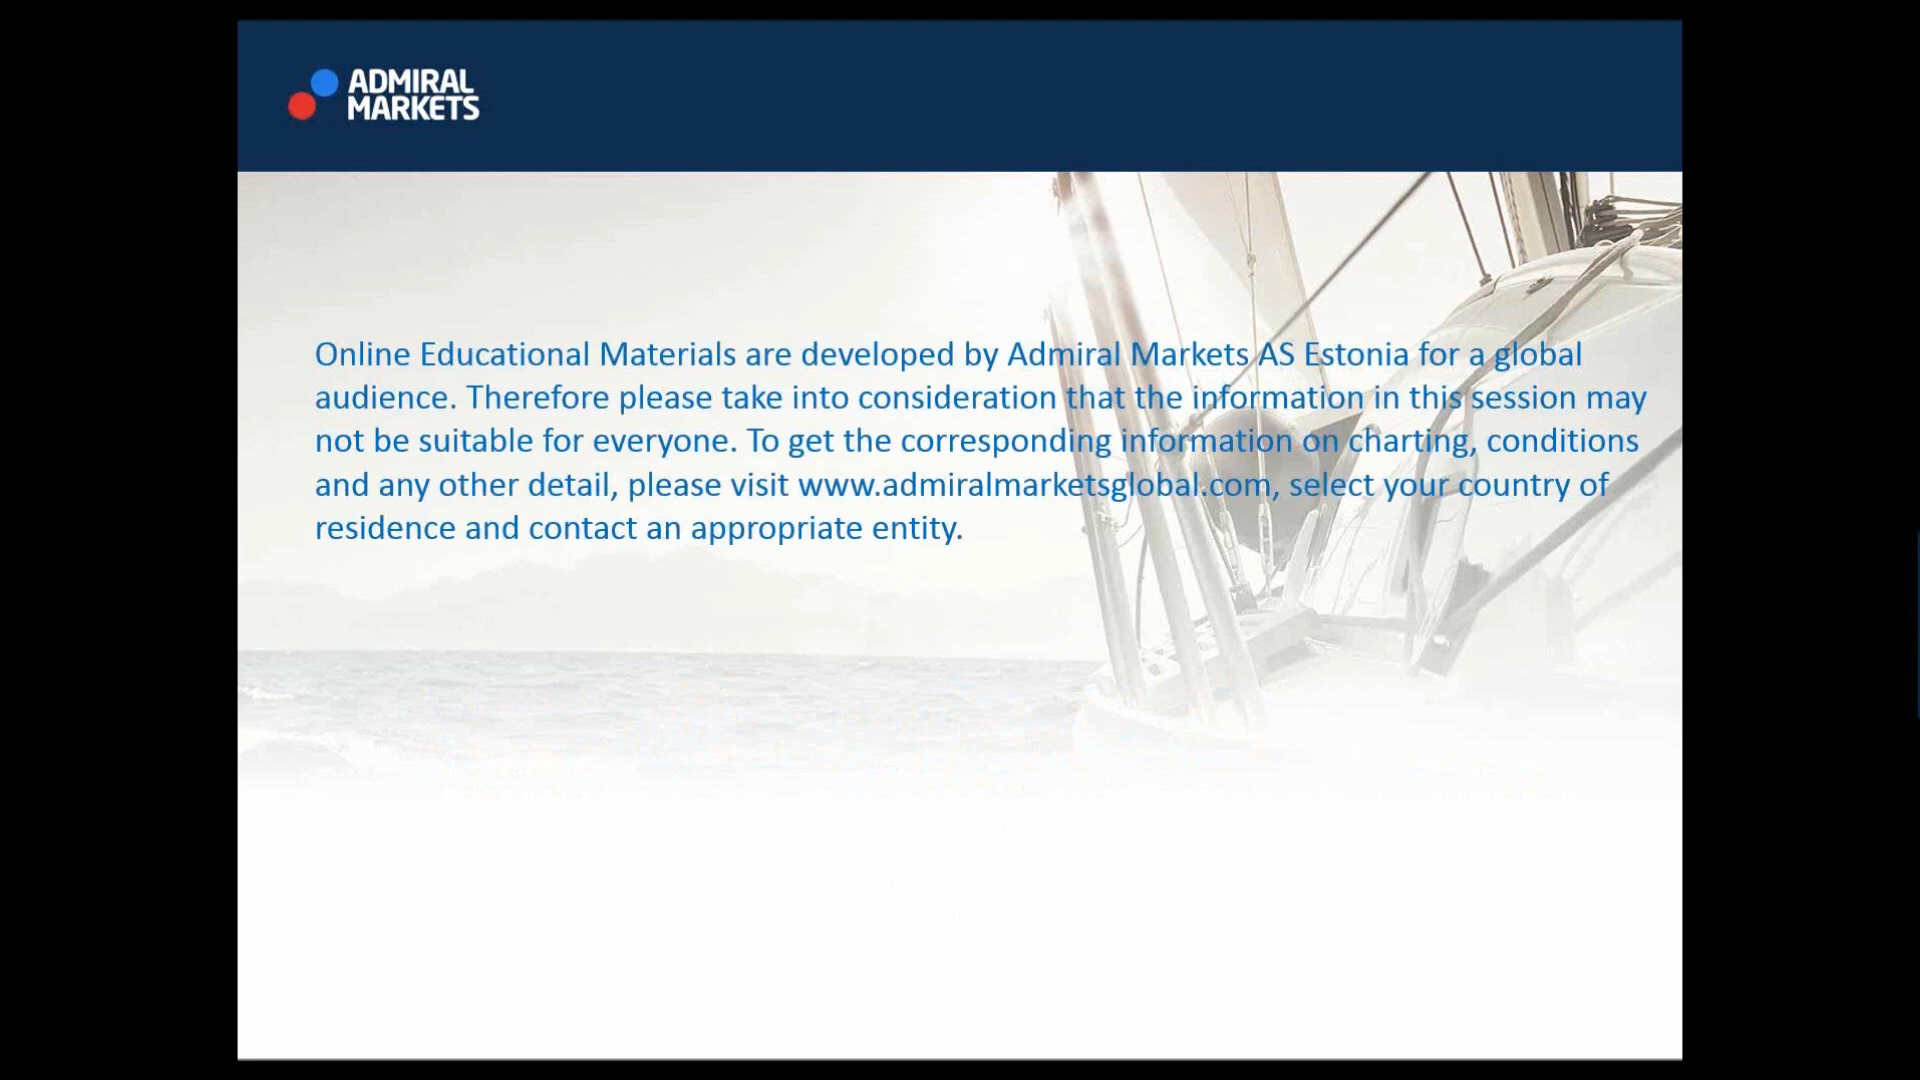 ADMIRAL
MARKETS
Online Educational Materials are developed by Admiral Markets AS Estonia for a global
audience. Therefore please take into consideration that the information in this session may
not be suitable for everyone. To get the corresponding information on charting, conditions
and any other detail, please visit www.admiralmarketsglobal.com, select your country of
residence and contact an appropriate entity.